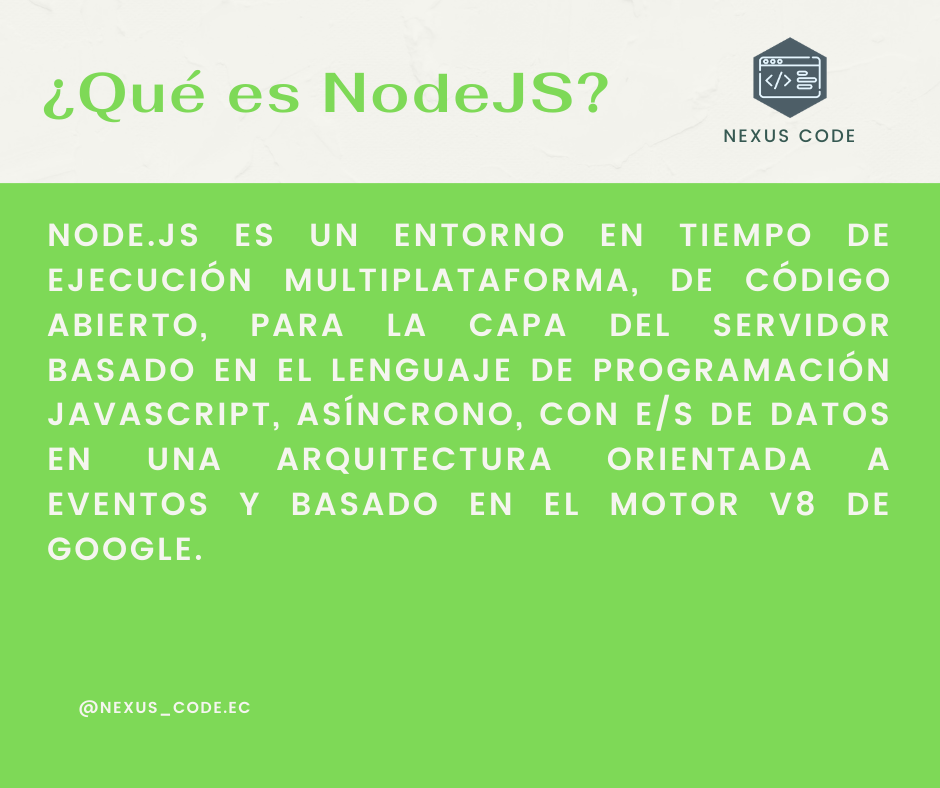 ¿Qué es NodeJS?
NEXUS CODE
NODE.JS ES UN ENTORNO EN TIEMPO DE
EJECUCIÓN MULTIPLATAFORMA, DE CÓDIGO
ABIERTO, PARA LA CAPA DEL SERVIDOR
BASADO EN EL LENGUAJE DE PROGRAMACIÓN
JAVASCRIPT, ASÍNCRONO, CON E/S DE DATOS
EN UNA ARQUITECTURA ORIENTADA A
EVENTOS Y BASADO EN EL MOTOR V8 DE
GOOGLE.
@NEXUS_CODE.EC